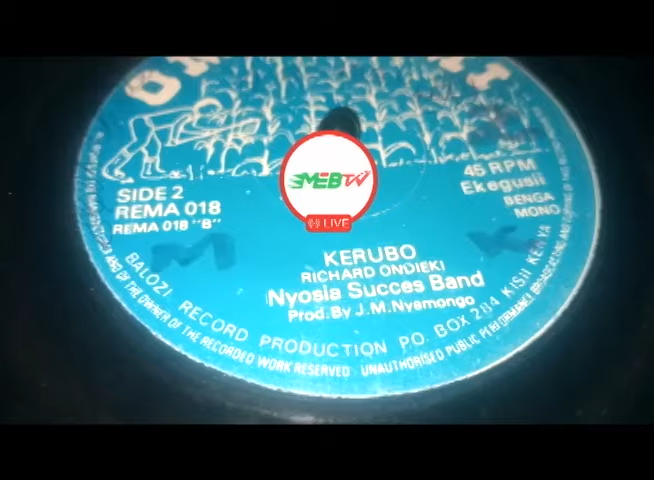 SIDE 2
REMA 018
REMA 018 "B"
45 RPM
Ekegusii
BENGA
MONO
MEBTV
LIVE
KERUBO
RICHARD ONDIEKI
Nyosia Succes Band
Prod. By J.M. Nyamongo
BALOZI RECORD PRODUCTION P.O. BOX 284 KISII KENYA
OF THE OWNER OF THE RECORDED WORK RESERVED UNAUTHORISED PUBLIC PERFORMANCE BROADCASTING AND